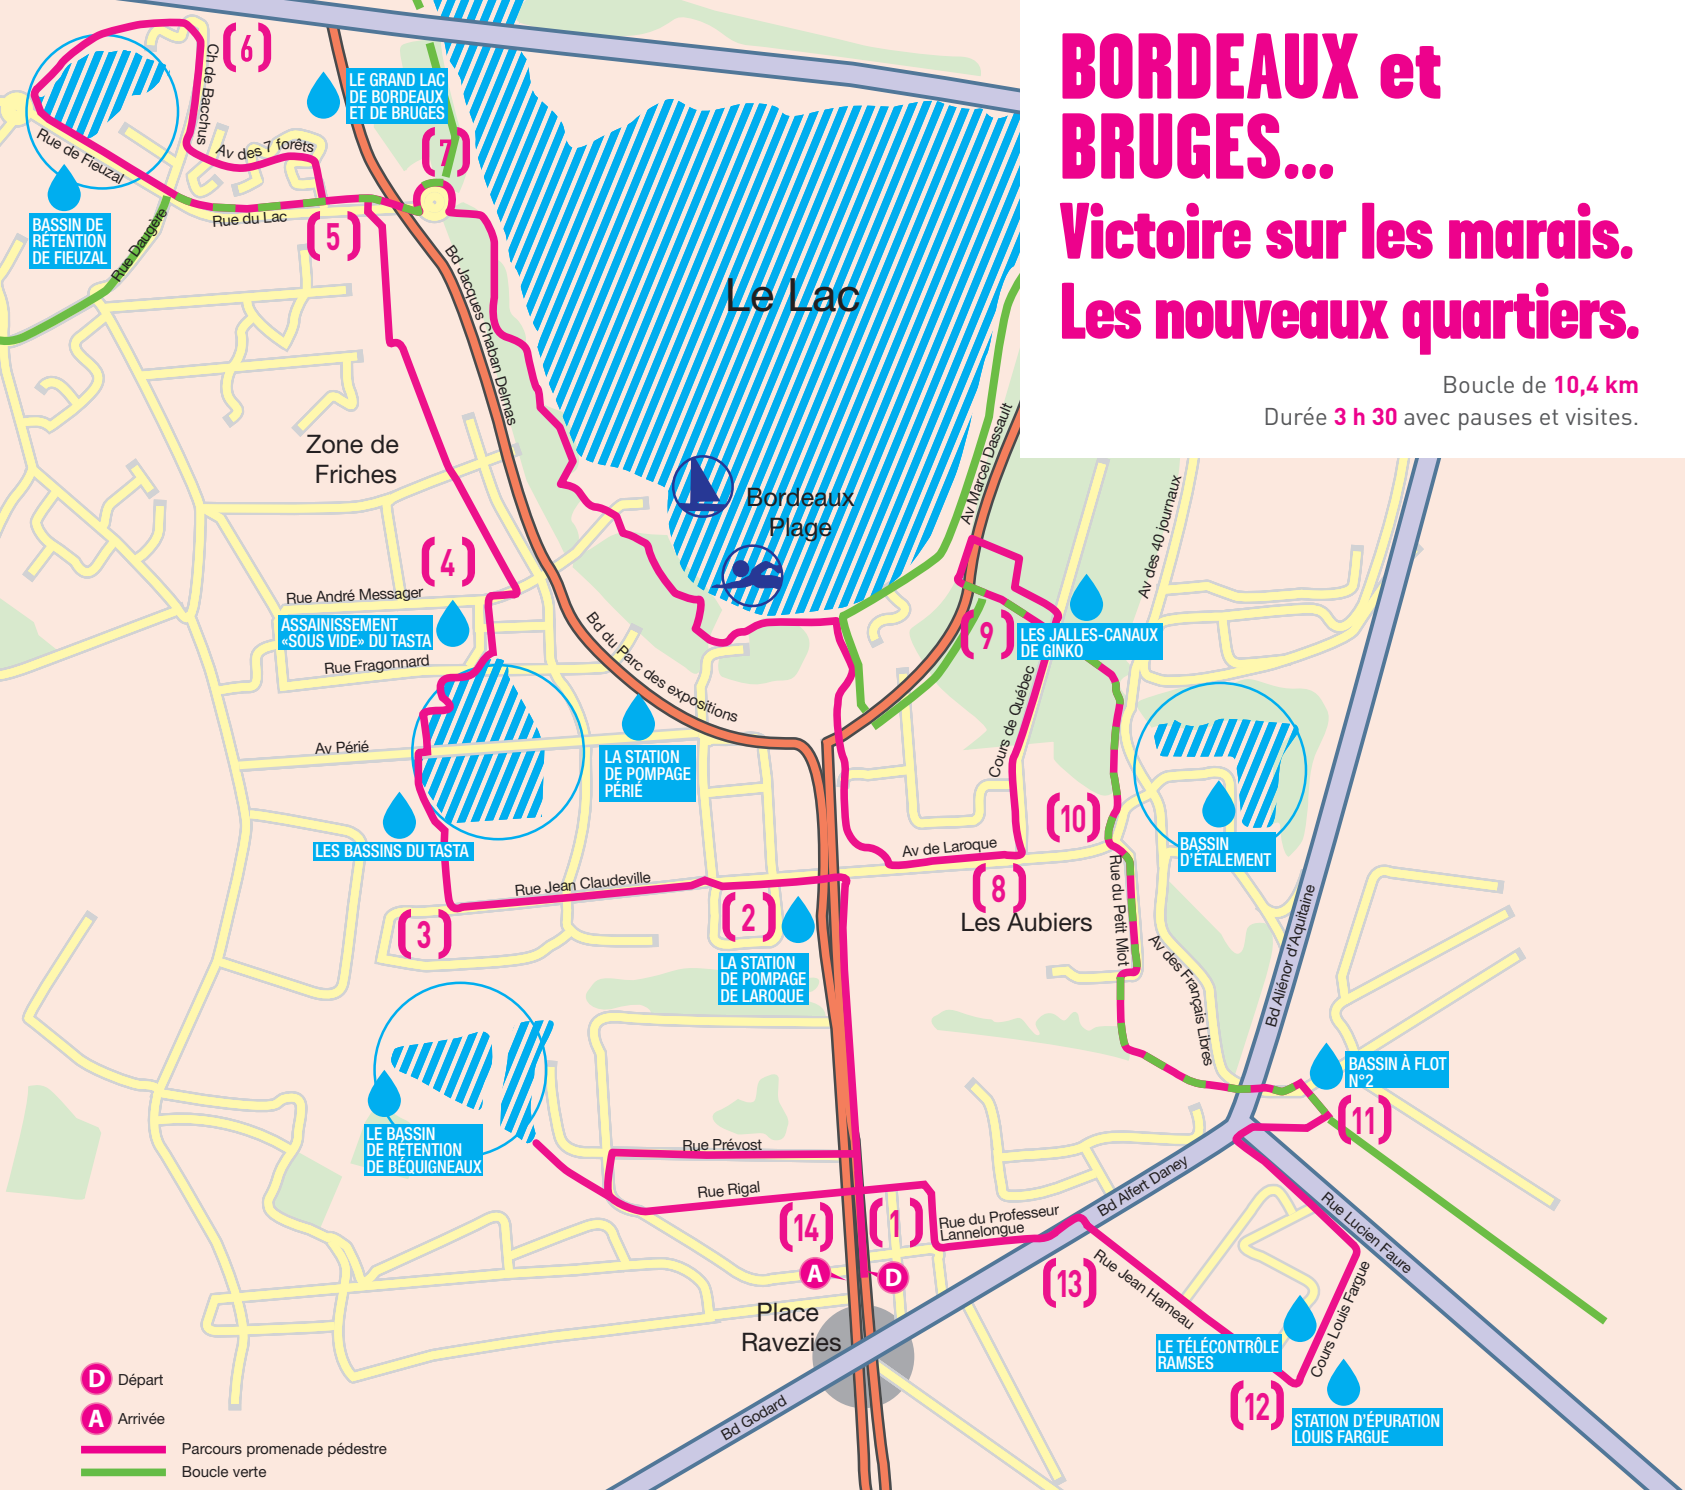 BORDEAUX et
BRUGES...
Victoire sur les marais.
Les nouveaux quartiers.
Boucle de 10,4 km
Durée 3 h 30 avec pauses et visites.
(6)
Ch de Bacchus
LE GRAND LAC
DE BORDEAUX
ET DE BRUGES
(7)
Rue de Fieuzal
Av des 7 forêts
BASSIN DE
RÉTENTION
DE FIEUZAL
Rue Daugère
Rue du Lac
(5)
Bd Jacques Chaban Delmas
Le Lac
Zone de
Friches
Bordeaux
Plage
Av Marcel Dassault
Av des 40 journaux
(4)
Rue André Messager
ASSAINISSEMENT
«SOUS VIDE» DU TASTA
Rue Fragonnard
Bd du Parc des expositions
(9)
LES JALLES-CANAUX
DE GINKO
Cours de Québec
Av Périé
LA STATION
DE POMPAGE
PÉRIÉ
LES BASSINS DU TASTA
(10)
BASSIN
D'ÉTALEMENT
Av de Laroque
(8)
Les Aubiers
Rue du Petit Miot
Rue Jean Claudeville
(3)
(2)
LA STATION
DE POMPAGE
DE LAROQUE
Av des Français Libres
Bd Aliénor d'Aquitaine
BASSIN À FLOT
N°2
(11)
LE BASSIN
DE RÉTENTION
DE BÉQUIGNEAUX
Rue Prévost
Rue Rigal
(14)
(1)
Rue du Professeur
Lannelongue
Bd Alfert Daney
Rue Lucien Faure
A
D
(13)
Rue Jean Hameau
Place
Ravezies
Cours Louis Fargue
LE TÉLÉCONTRÔLE
RAMSES
(12)
STATION D'ÉPURATION
LOUIS FARGUE
Bd Godard
D Départ
A Arrivée
Parcours promenade pédestre
Boucle verte